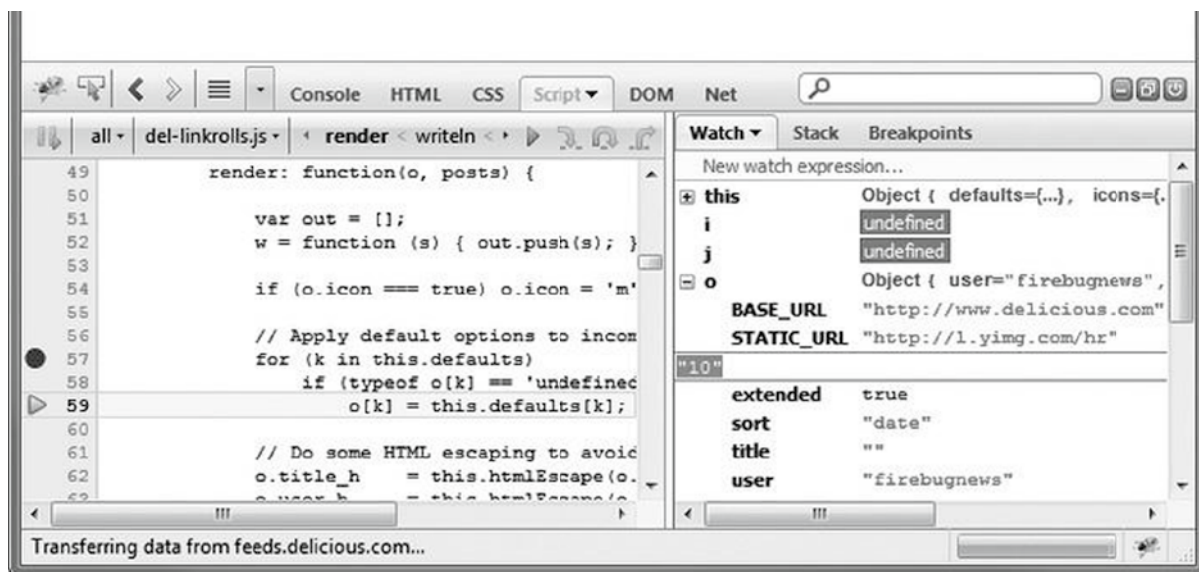 Console HTML CSS Script DOM Net
all del-linkrolls.js render < writeln <
Watch Stack Breakpoints
49 render: function(o, posts) {
50
51 var out = [];
52 w = function (s) { out.push(s); }
53
54 if (o.icon === true) o.icon = 'm'
55
56 // Apply default options to incom
57 for (k in this.defaults)
58 if (typeof o[k] == 'undefined
59 o[k] = this.defaults[k];
60
61 // Do some HTML escaping to avoid
62 o.title_h = this.htmlEscape(o.
New watch expression...
this Object { defaults={...}, icons={.
i undefined
j undefined
o Object { user="firebugnews",
BASE_URL "http://www.delicious.com"
STATIC_URL "http://l.yimg.com/hr"
"10"
extended true
sort "date"
title ""
user "firebugnews"
Transferring data from feeds.delicious.com...